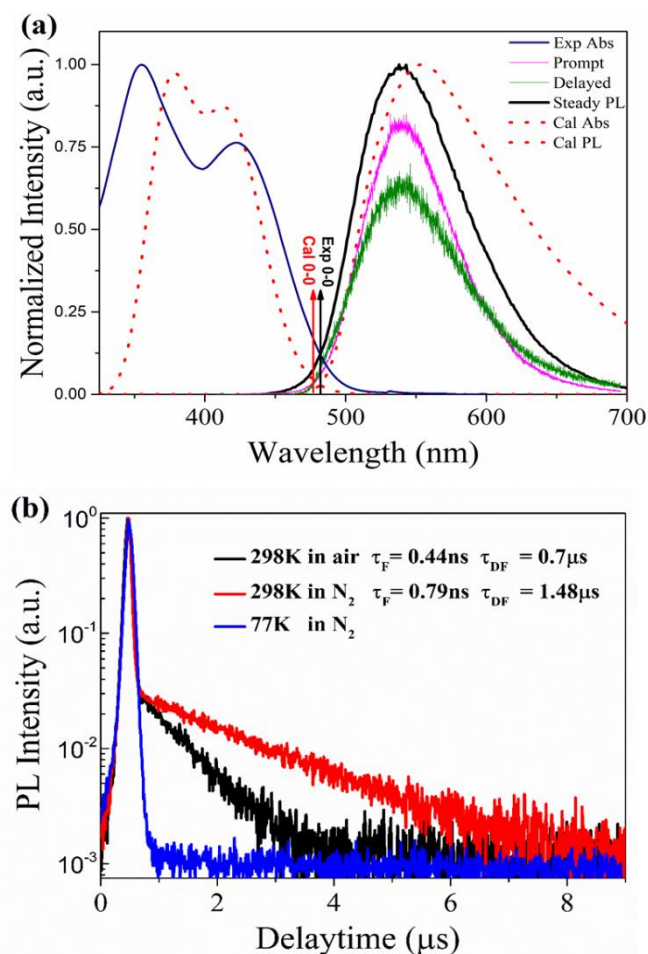 (a)
Exp Abs
Prompt
Delayed
Steady PL
Cal Abs
Cal PL
Normalized Intensity (a.u.)
1.00
0.75
0.50
0.25
0.00
Cal 0-0
Exp 0-0
400 500 600 700
Wavelength (nm)
(b)
298K in air τF= 0.44ns τDF = 0.7μs
298K in N2 τF= 0.79ns τDF = 1.48μs
77K in N2
PL Intensity (a.u.)
10^0
10^-1
10^-2
10^-3
0 2 4 6 8
Delaytime (μs)